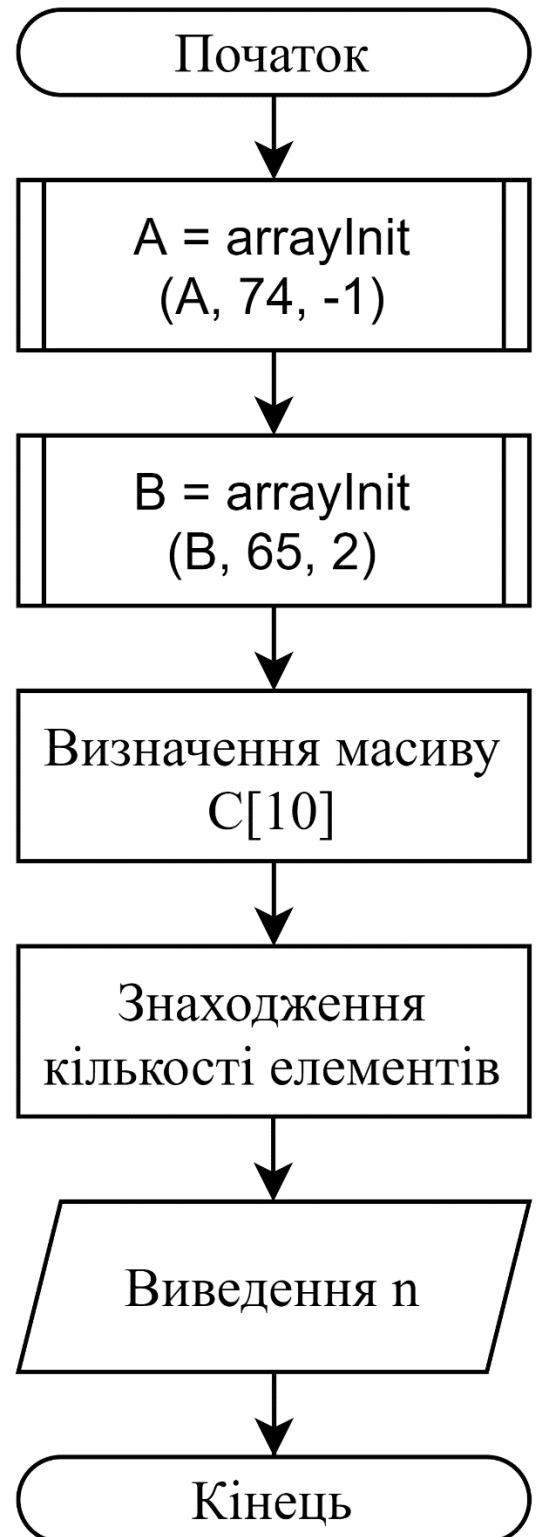 Початок
A = arrayInit
(A, 74, -1)
B = arrayInit
(B, 65, 2)
Визначення масиву
C[10]
Знаходження
кількості елементів
Виведення n
Кінець